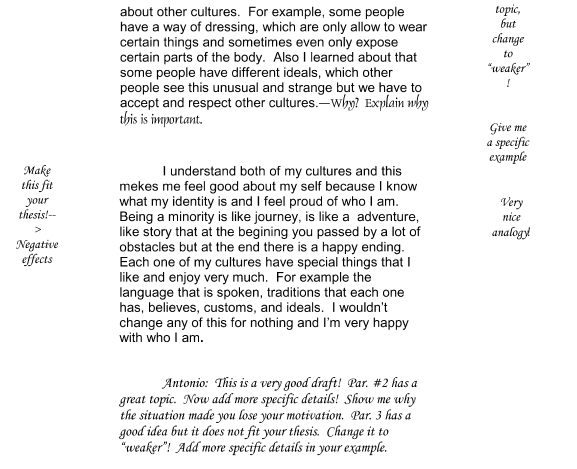 about other cultures.  For example, some people
have a way of dressing, which are only allow to wear
certain things and sometimes even only expose
certain parts of the body.  Also I learned about that
some people have different ideals, which other
people see this unusual and strange but we have to
accept and respect other cultures.—Why?  Explain why
this is important.
topic,
but
change
to
“weaker”
!
Give me
a specific
example
Make
this fit
your
thesis!--
>
Negative
effects
I understand both of my cultures and this
mekes me feel good about my self because I know
what my identity is and I feel proud of who I am.
Being a minority is like journey, is like a  adventure,
like story that at the begining you passed by a lot of
obstacles but at the end there is a happy ending.
Each one of my cultures have special things that I
like and enjoy very much.  For example the
language that is spoken, traditions that each one
has, believes, customs, and ideals.  I wouldn’t
change any of this for nothing and I’m very happy
with who I am.
Very
nice
analogy!
Antonio:  This is a very good draft!  Par. #2 has a
great topic.  Now add more specific details!  Show me why
the situation made you lose your motivation.  Par. 3 has a
good idea but it does not fit your thesis.  Change it to
“weaker”!  Add more specific details in your example.